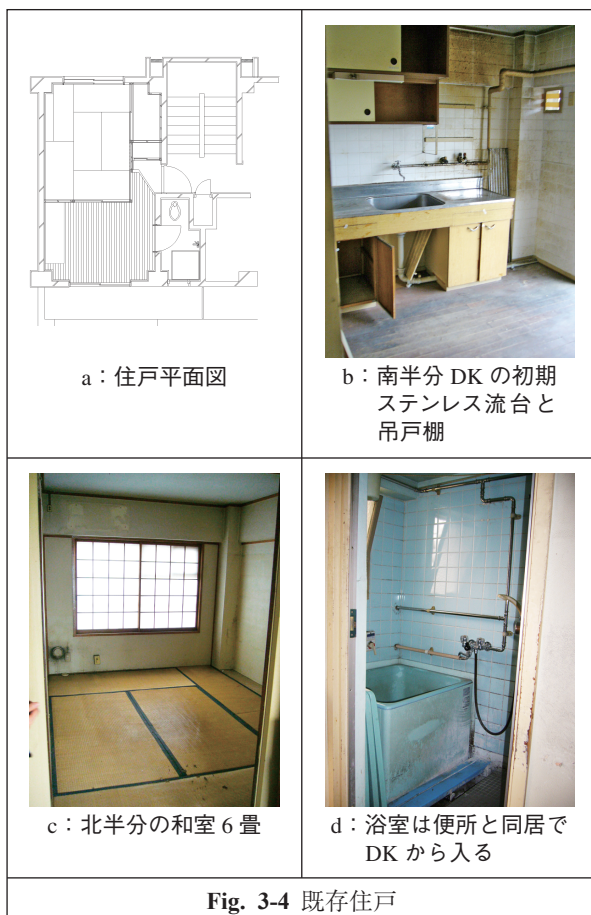 a：住戸平面図
b：南半分 DK の初期
ステンレス流台と
吊戸棚
c：北半分の和室 6 畳
d：浴室は便所と同居で
DK から入る
Fig. 3-4 既存住戸